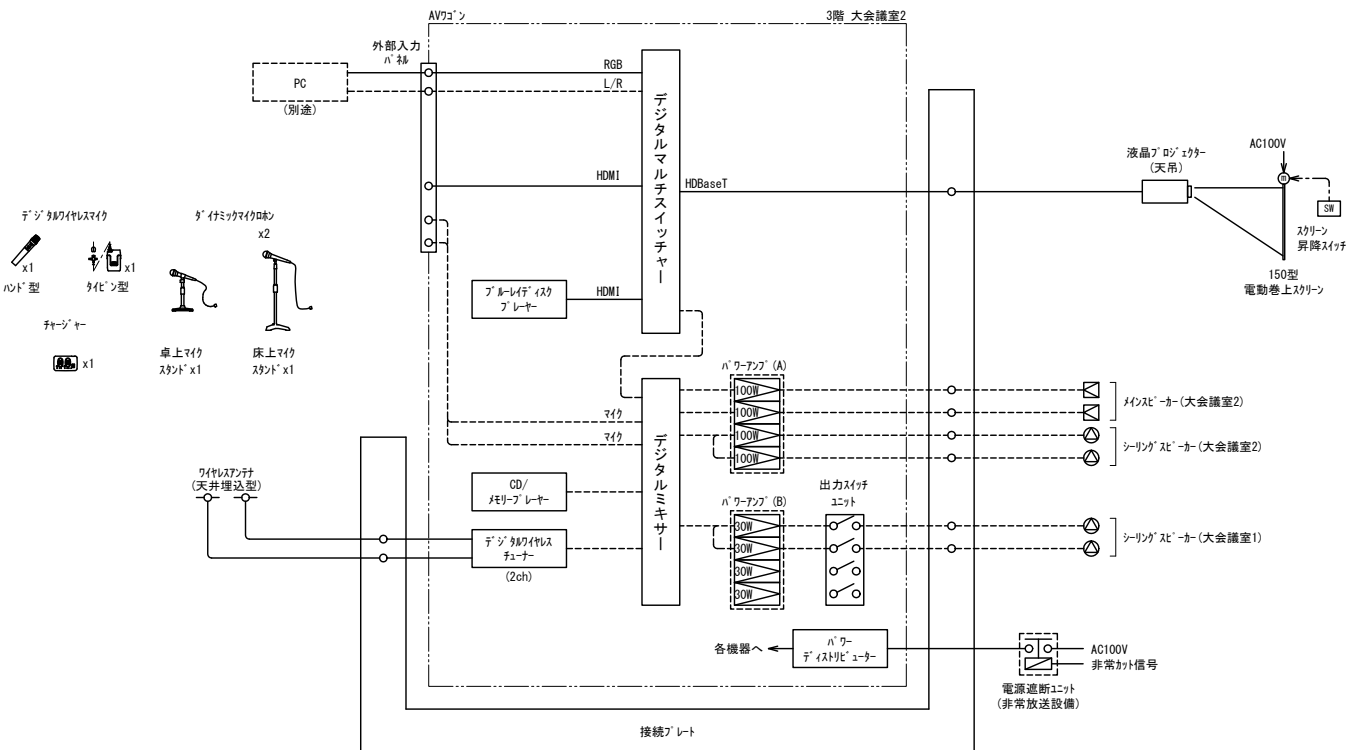 AVﾜｺﾞﾝ
3階 大会議室2
外部入力
ﾊﾟﾈﾙ
PC
(別途)
RGB
L/R
HDMI
デジタルマルチスイッチャー
HDBaseT
液晶ﾌﾟﾛｼﾞｪｸﾀｰ
(天吊)
AC100V
m
SW
ｽｸﾘｰﾝ
昇降ｽｲｯﾁ
150型
電動巻上ｽｸﾘｰﾝ
ﾃﾞｼﾞﾀﾙﾜｲﾔﾚｽﾏｲｸ
x1
ﾊﾝﾄﾞ型
x1
ﾀｲﾋﾟﾝ型
ﾁｬｰｼﾞｬｰ
x1
ﾀﾞｲﾅﾐｯｸﾏｲｸﾛﾎﾝ
x2
卓上ﾏｲｸ
ｽﾀﾝﾄﾞx1
床上ﾏｲｸ
ｽﾀﾝﾄﾞx1
ﾌﾞﾙｰﾚｲﾃﾞｨｽｸ
ﾌﾟﾚｰﾔｰ
HDMI
ﾏｲｸ
ﾏｲｸ
デジタルミキサー
CD/
ﾒﾓﾘｰﾌﾟﾚｰﾔｰ
ﾃﾞｼﾞﾀﾙﾜｲﾔﾚｽ
ﾁｭｰﾅｰ
(2ch)
ﾜｲﾔﾚｽｱﾝﾃﾅ
(天井埋込型)
ﾊﾟﾜｰｱﾝﾌﾟ(A)
100W
100W
100W
100W
ﾒｲﾝｽﾋﾟｰｶｰ(大会議室2)
ｼｰﾘﾝｸﾞｽﾋﾟｰｶｰ(大会議室2)
ﾊﾟﾜｰｱﾝﾌﾟ(B)
30W
30W
30W
30W
出力ｽｲｯﾁ
ﾕﾆｯﾄ
ｼｰﾘﾝｸﾞｽﾋﾟｰｶｰ(大会議室1)
各機器へ
ﾊﾟﾜｰ
ﾃﾞｨｽﾄﾘﾋﾞｭｰﾀｰ
AC100V
非常ｶｯﾄ信号
電源遮断ﾕﾆｯﾄ
(非常放送設備)
接続ﾌﾟﾚｰﾄ